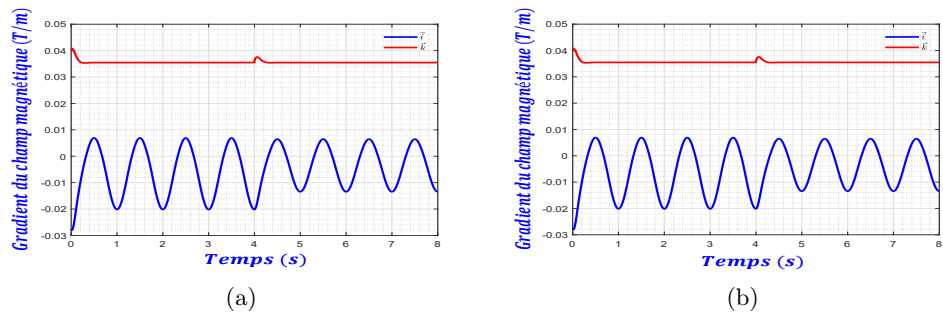 Gradient du champ magnétique (T/m)
0.05
0.04
0.03
0.02
0.01
0
-0.01
-0.02
-0.03
0 1 2 3 4 5 6 7 8
Temps (s)
i⃗
k⃗
(a)
Gradient du champ magnétique (T/m)
0.05
0.04
0.03
0.02
0.01
0
-0.01
-0.02
-0.03
0 1 2 3 4 5 6 7 8
Temps (s)
i⃗
k⃗
(b)